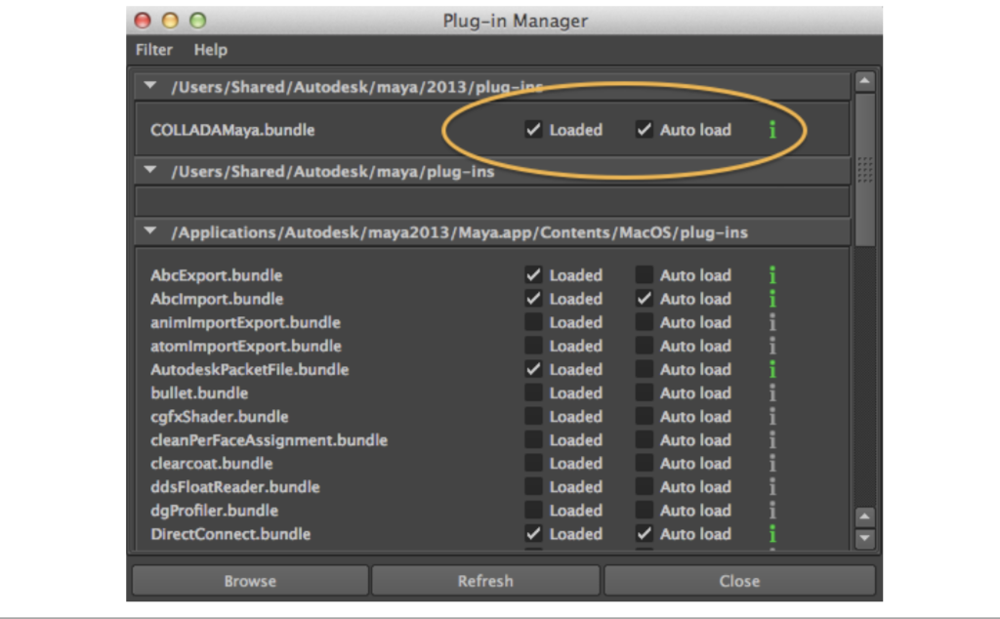 Plug-in Manager
Filter Help
/Users/Shared/Autodesk/maya/2013/plug-ins
COLLADAMaya.bundle Loaded Auto load i
/Users/Shared/Autodesk/maya/plug-ins
/Applications/Autodesk/maya2013/Maya.app/Contents/MacOS/plug-ins
AbcExport.bundle Loaded Auto load i
AbcImport.bundle Loaded Auto load i
animImportExport.bundle Loaded Auto load i
atomImportExport.bundle Loaded Auto load i
AutodeskPacketFile.bundle Loaded Auto load i
bullet.bundle Loaded Auto load i
cgfxShader.bundle Loaded Auto load i
cleanPerFaceAssignment.bundle Loaded Auto load i
clearcoat.bundle Loaded Auto load i
ddsFloatReader.bundle Loaded Auto load i
dgProfiler.bundle Loaded Auto load i
DirectConnect.bundle Loaded Auto load i
Browse Refresh Close